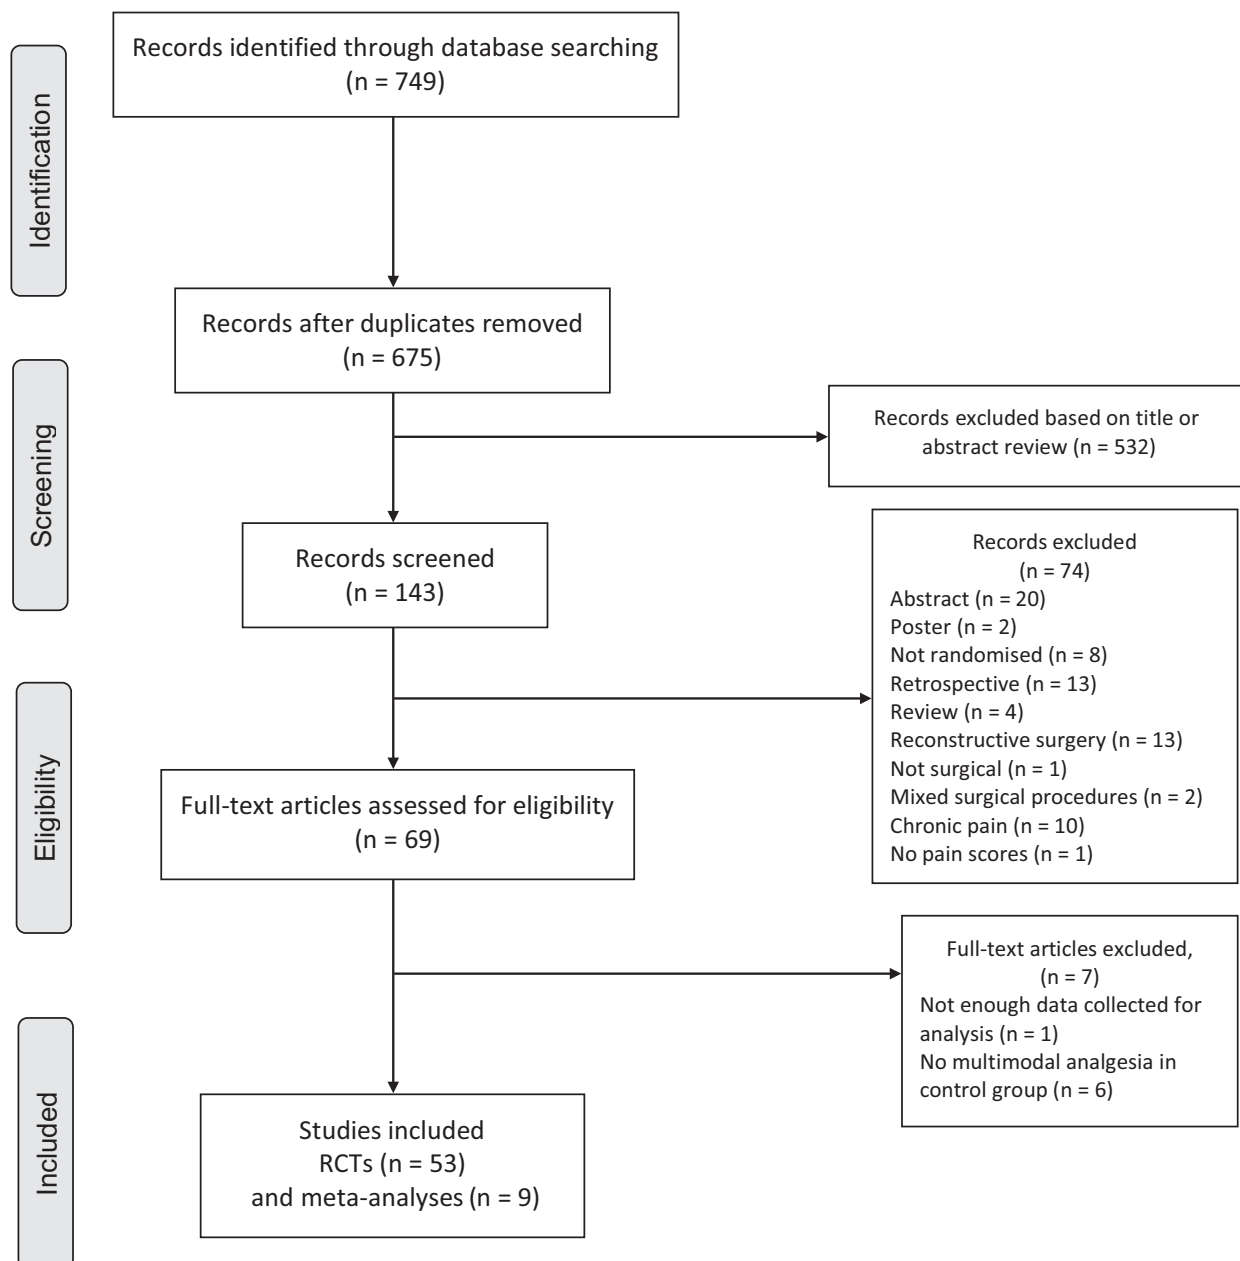 Identification
Records identified through database searching
(n = 749)
Records after duplicates removed
(n = 675)
Screening
Records excluded based on title or
abstract review (n = 532)
Records screened
(n = 143)
Records excluded
(n = 74)
Abstract (n = 20)
Poster (n = 2)
Not randomised (n = 8)
Retrospective (n = 13)
Review (n = 4)
Reconstructive surgery (n = 13)
Not surgical (n = 1)
Mixed surgical procedures (n = 2)
Chronic pain (n = 10)
No pain scores (n = 1)
Eligibility
Full-text articles assessed for eligibility
(n = 69)
Full-text articles excluded,
(n = 7)
Not enough data collected for
analysis (n = 1)
No multimodal analgesia in
control group (n = 6)
Included
Studies included
RCTs (n = 53)
and meta-analyses (n = 9)